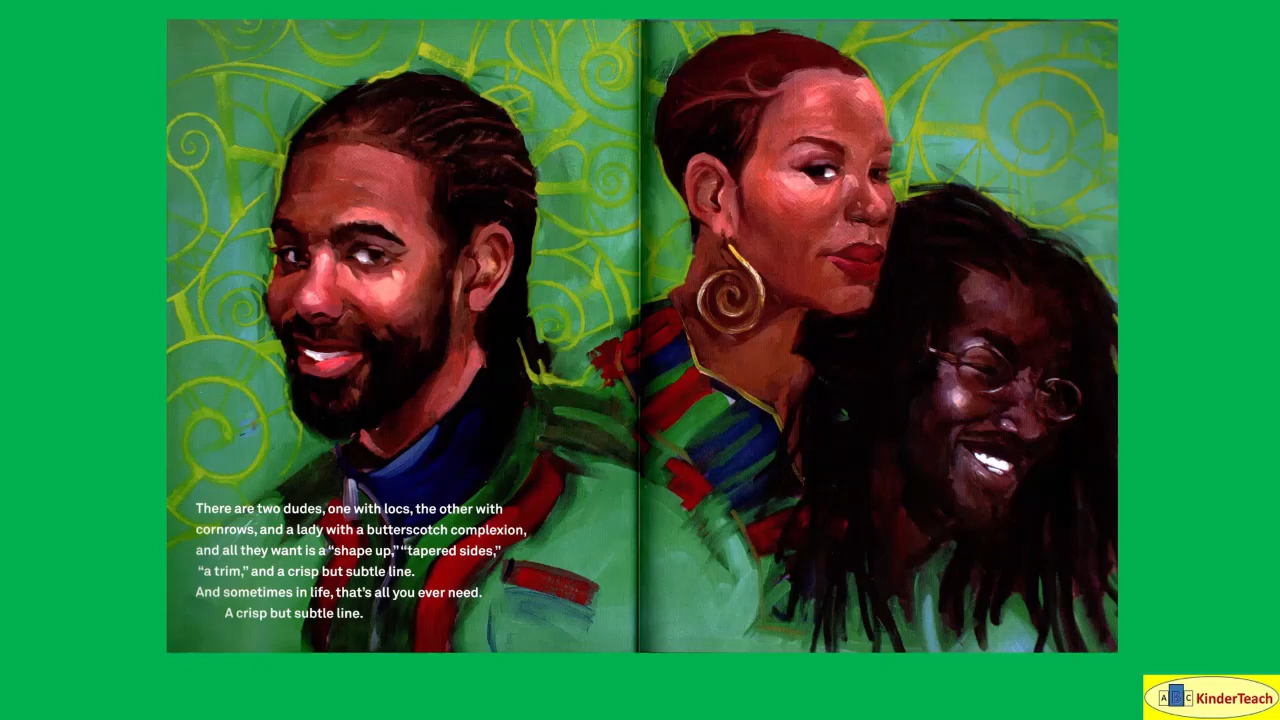 There are two dudes, one with locs, the other with
cornrows, and a lady with a butterscotch complexion,
and all they want is a “shape up,” “tapered sides,”
“a trim,” and a crisp but subtle line.
And sometimes in life, that’s all you ever need.
A crisp but subtle line.
A B C KinderTeach